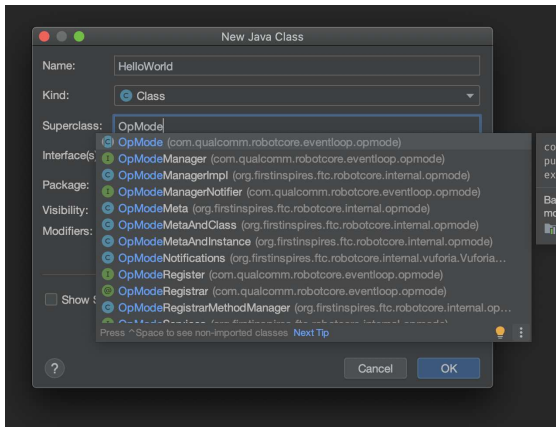 New Java Class
Name: HelloWorld
Kind: C Class
Superclass: OpMode
C OpMode (com.qualcomm.robotcore.eventloop.opmode)
Interface(s)
I OpModeManager (com.qualcomm.robotcore.eventloop.opmode)
C OpModeManagerImpl (org.firstinspires.ftc.robotcore.internal.opmode)
Package:
I OpModeManagerNotifier (com.qualcomm.robotcore.eventloop.opmode)
Visibility:
C OpModeMeta (org.firstinspires.ftc.robotcore.internal.opmode)
Modifiers:
C OpModeMetaAndClass (org.firstinspires.ftc.robotcore.internal.opmode)
C OpModeMetaAndInstance (org.firstinspires.ftc.robotcore.internal.opmode)
C OpModeNotifications (org.firstinspires.ftc.robotcore.internal.vuforia.Vuforia...
I OpModeRegister (com.qualcomm.robotcore.eventloop.opmode)
Show S
@ OpModeRegistrar (com.qualcomm.robotcore.eventloop.opmode)
C OpModeRegistrarMethodManager (org.firstinspires.ftc.robotcore.internal.op...
Press ^Space to see non-imported classes Next Tip
? Cancel OK
co
pu
ex
Ba
mo